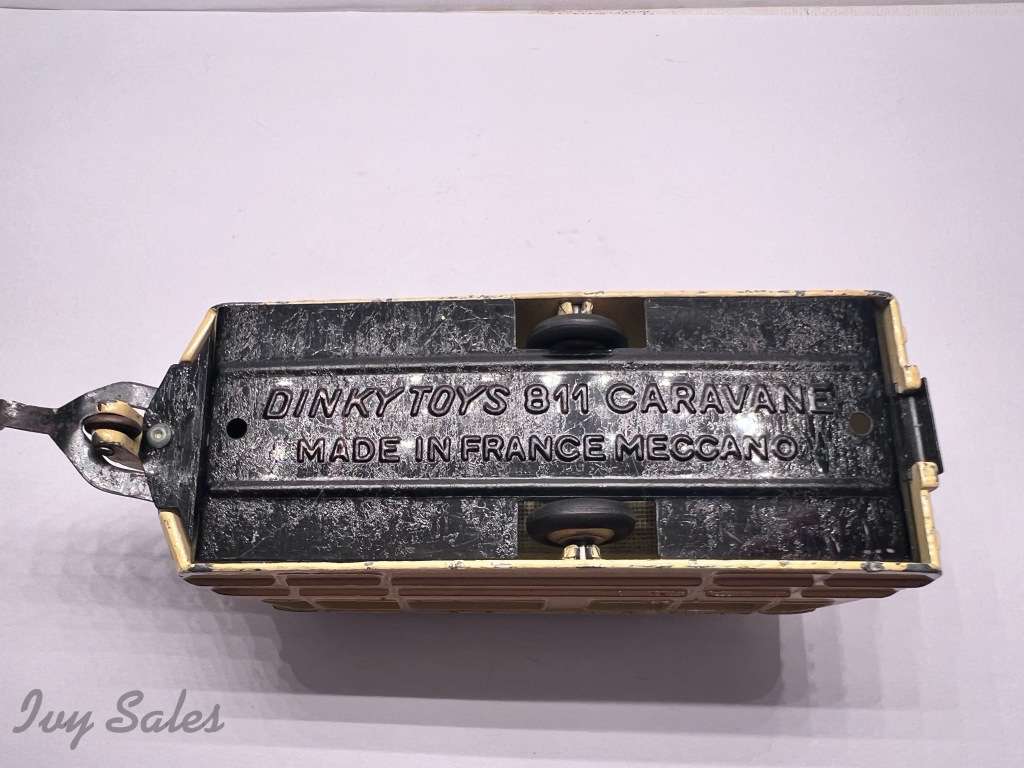 DINKY TOYS 811 CARAVANE
MADE IN FRANCE MECCANO
Ivy Sales